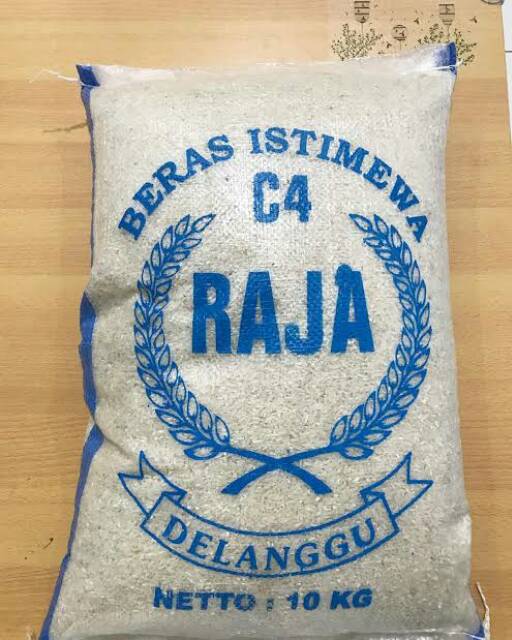 BERAS ISTIMEWA
C4
RAJA
DELANGGU
NETTO : 10 KG